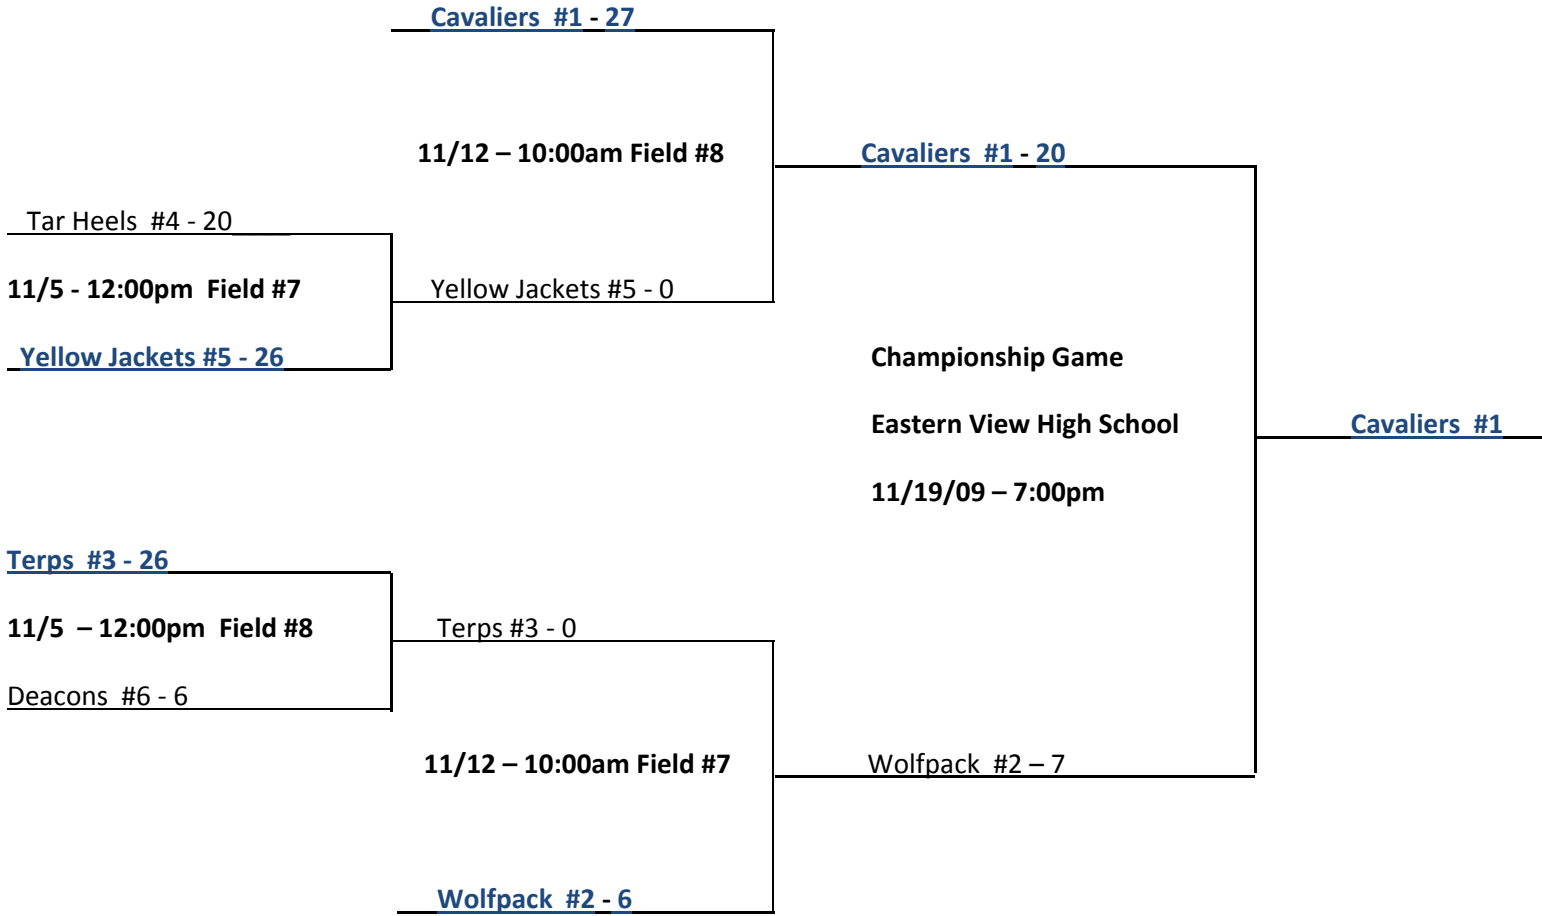 Cavaliers  #1 - 27
11/12 – 10:00am Field #8
Cavaliers  #1 - 20
Tar Heels  #4 - 20
11/5 - 12:00pm  Field #7
Yellow Jackets #5 - 0
Yellow Jackets #5 - 26
Championship Game
Eastern View High School
Cavaliers  #1
11/19/09 – 7:00pm
Terps  #3 - 26
11/5  – 12:00pm  Field #8
Terps #3 - 0
Deacons  #6 - 6
11/12 – 10:00am Field #7
Wolfpack  #2 – 7
Wolfpack  #2 - 6